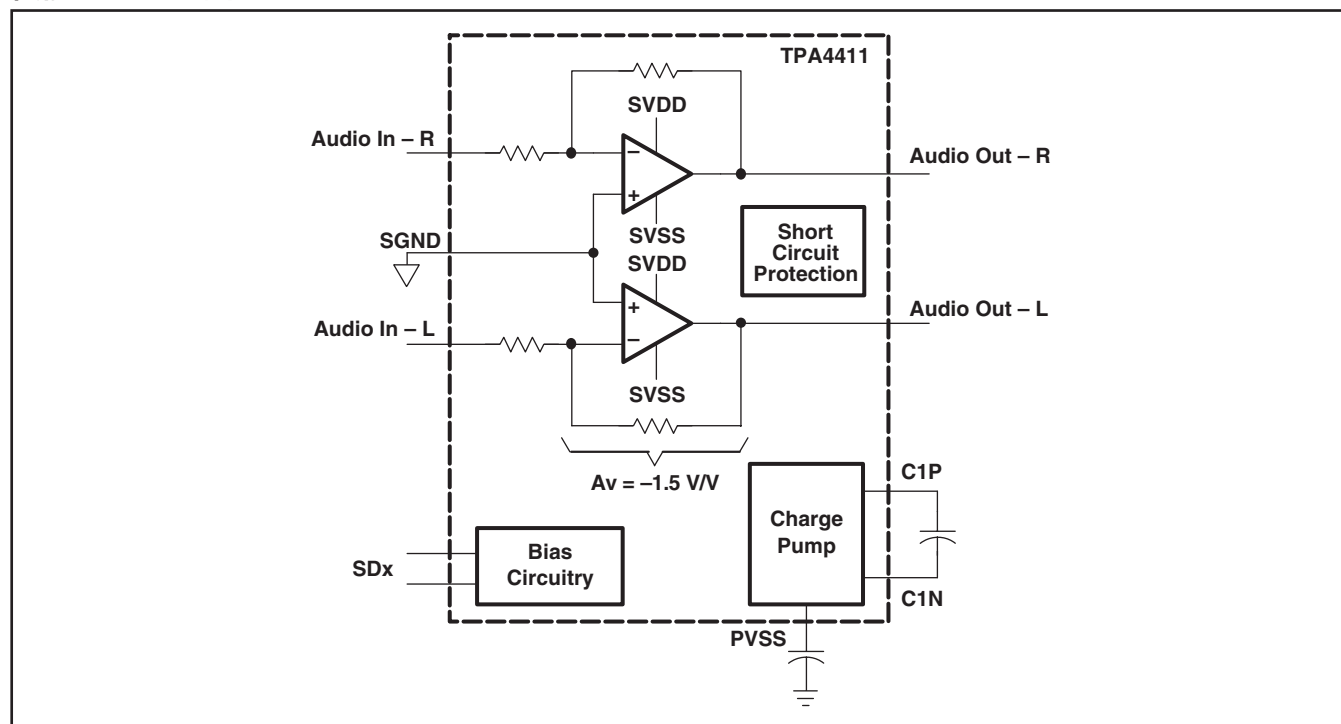 TPA4411
SVDD
Audio In – R
−
Audio Out – R
+
SVSS
SGND
Short
Circuit
Protection
SVDD
+
Audio Out – L
Audio In – L
−
SVSS
Av = –1.5 V/V
C1P
Charge
Pump
Bias
Circuitry
SDx
C1N
PVSS